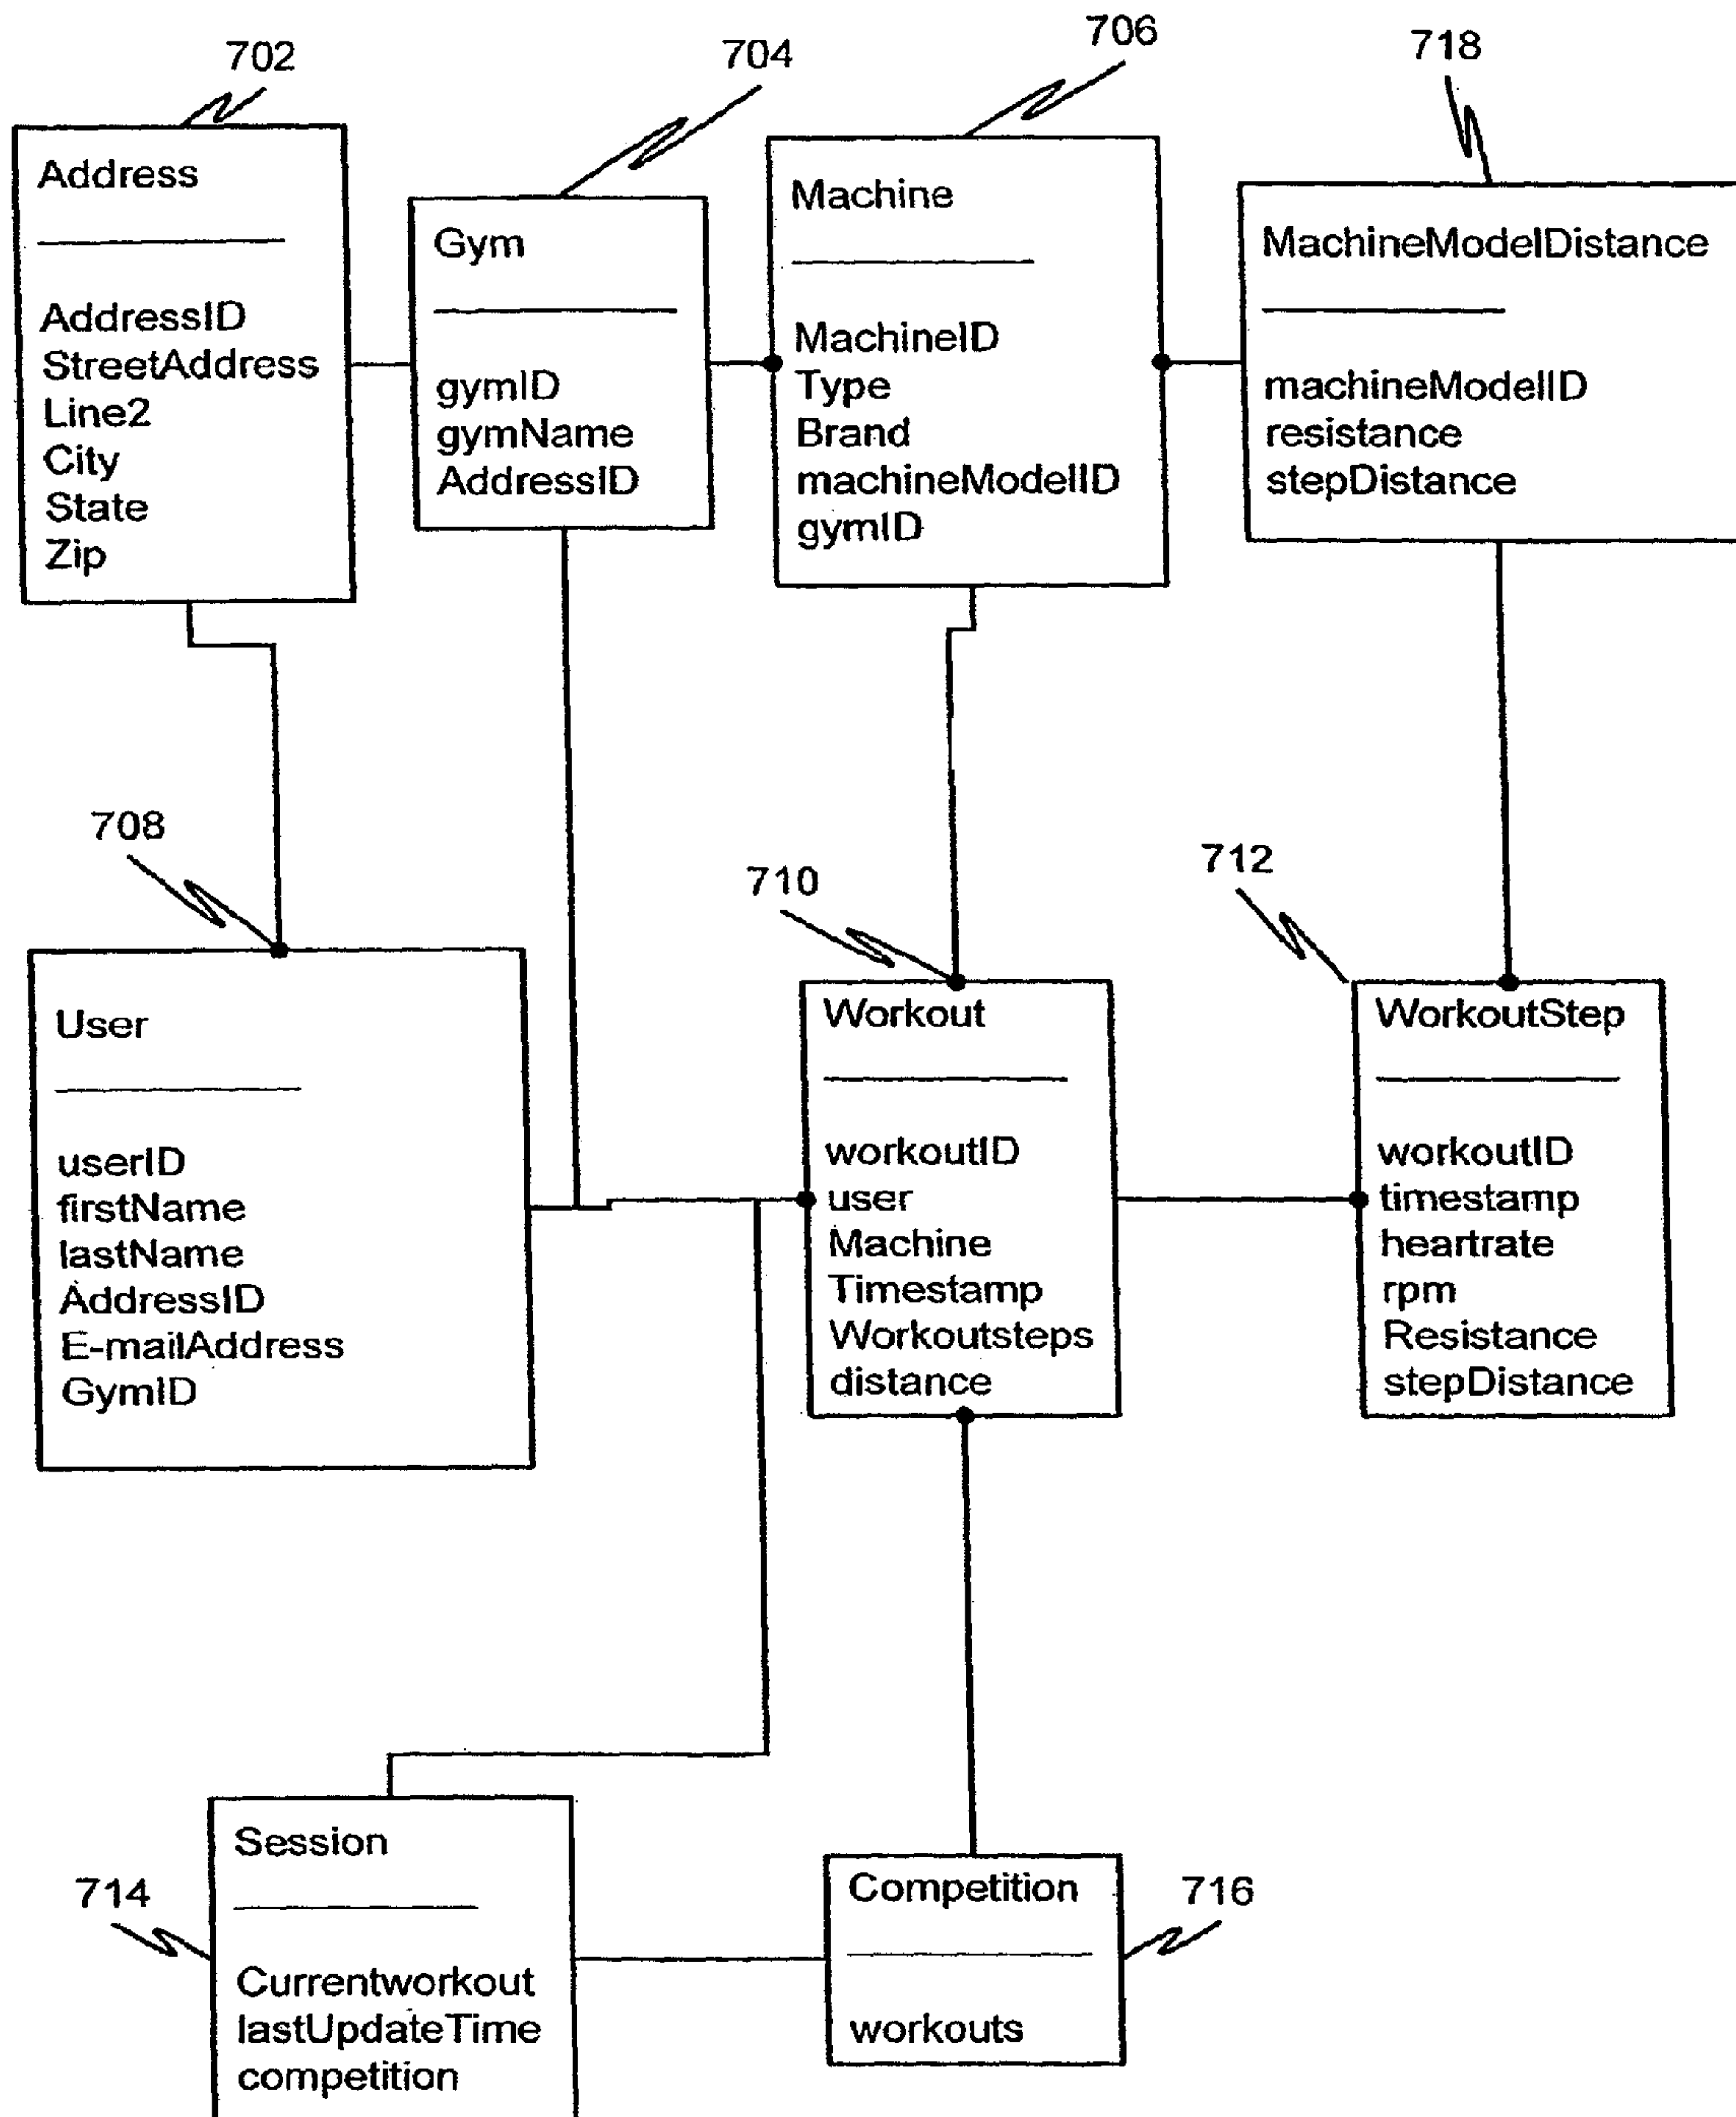 702
704
706
718
Address
AddressID
StreetAddress
Line2
City
State
Zip
Gym
gymID
gymName
AddressID
Machine
MachineID
Type
Brand
machineModelID
gymID
MachineModelDistance
machineModelID
resistance
stepDistance
708
710
712
User
userID
firstName
lastName
AddressID
E-mailAddress
GymID
Workout
workoutID
user
Machine
Timestamp
Workoutsteps
distance
WorkoutStep
workoutID
timestamp
heartrate
rpm
Resistance
stepDistance
714
Session
Currentworkout
lastUpdateTime
competition
Competition
workouts
716